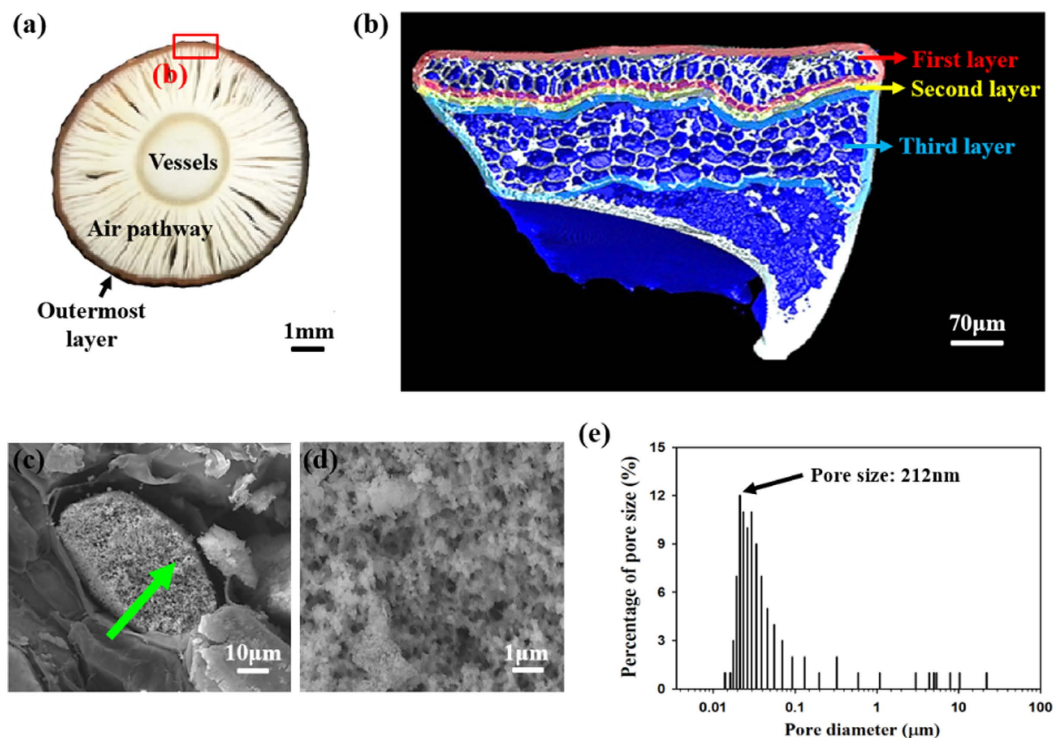 (a)
(b)
Vessels
Air pathway
Outermost
layer
1mm
(b)
First layer
Second layer
Third layer
70μm
(c)
10μm
(d)
1μm
(e)
15
12
9
6
3
0
Percentage of pore size (%)
Pore size: 212nm
0.01 0.1 1 10 100
Pore diameter (μm)